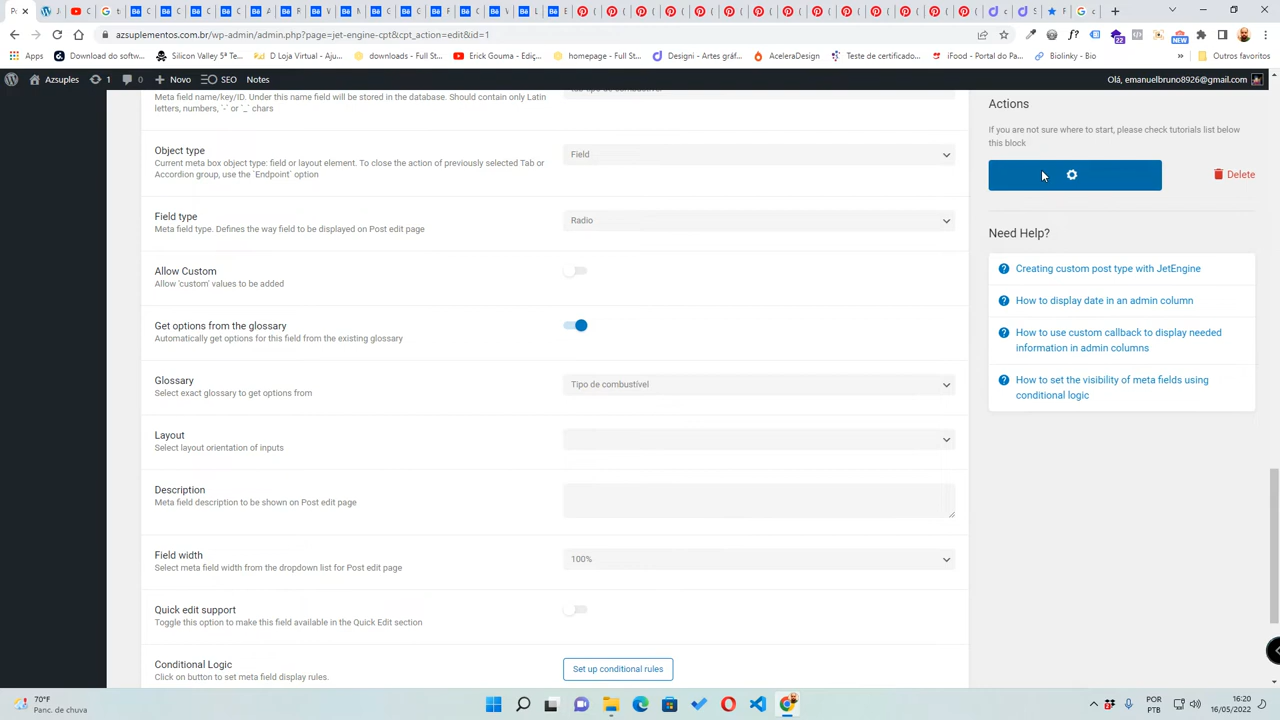 Pc
J.
C
tr
C
C
C
A
R
V
N
M
C
C
V
L
E
azsuplementos.com.br/wp-admin/admin.php?page=jet-engine-cpt&cpt_action=edit&id=1
Apps
Download do softw...
Silicon Valley 5ª Te...
D Loja Virtual - Aju...
downloads - Full S...
Erick Gouma - Ediç...
homepage - Full St...
Designi - Artes gráf...
AceleraDesign
Teste de certificado...
iFood - Portal do Pa...
Biolinky - Bio
»
Outros favoritos
Azsuples
1
0
Novo
SEO
Notes
Olá, emanuelbruno8926@gmail.com
Meta field name/key/ID. Under this name field will be stored in the database. Should contain only Latin
letters, numbers, `-` or `_` chars
Object type
Current meta box object type: field or layout element. To close the action of previously selected Tab or
Accordion group, use the `Endpoint` option
Field
Field type
Meta field type. Defines the way field to be displayed on Post edit page
Radio
Allow Custom
Allow 'custom' values to be added
Get options from the glossary
Automatically get options for this field from the existing glossary
Glossary
Select exact glossary to get options from
Tipo de combustível
Layout
Select layout orientation of inputs
Description
Meta field description to be shown on Post edit page
Field width
Select meta field width from the dropdown list for Post edit page
100%
Quick edit support
Toggle this option to make this field available in the Quick Edit section
Conditional Logic
Click on button to set meta field display rules.
Set up conditional rules
Actions
If you are not sure where to start, please check tutorials list below
this block
Delete
Need Help?
Creating custom post type with JetEngine
How to display date in an admin column
How to use custom callback to display needed
information in admin columns
How to set the visibility of meta fields using
conditional logic
70°F
Panc. de chuva
POR
PTB
16:20
16/05/2022